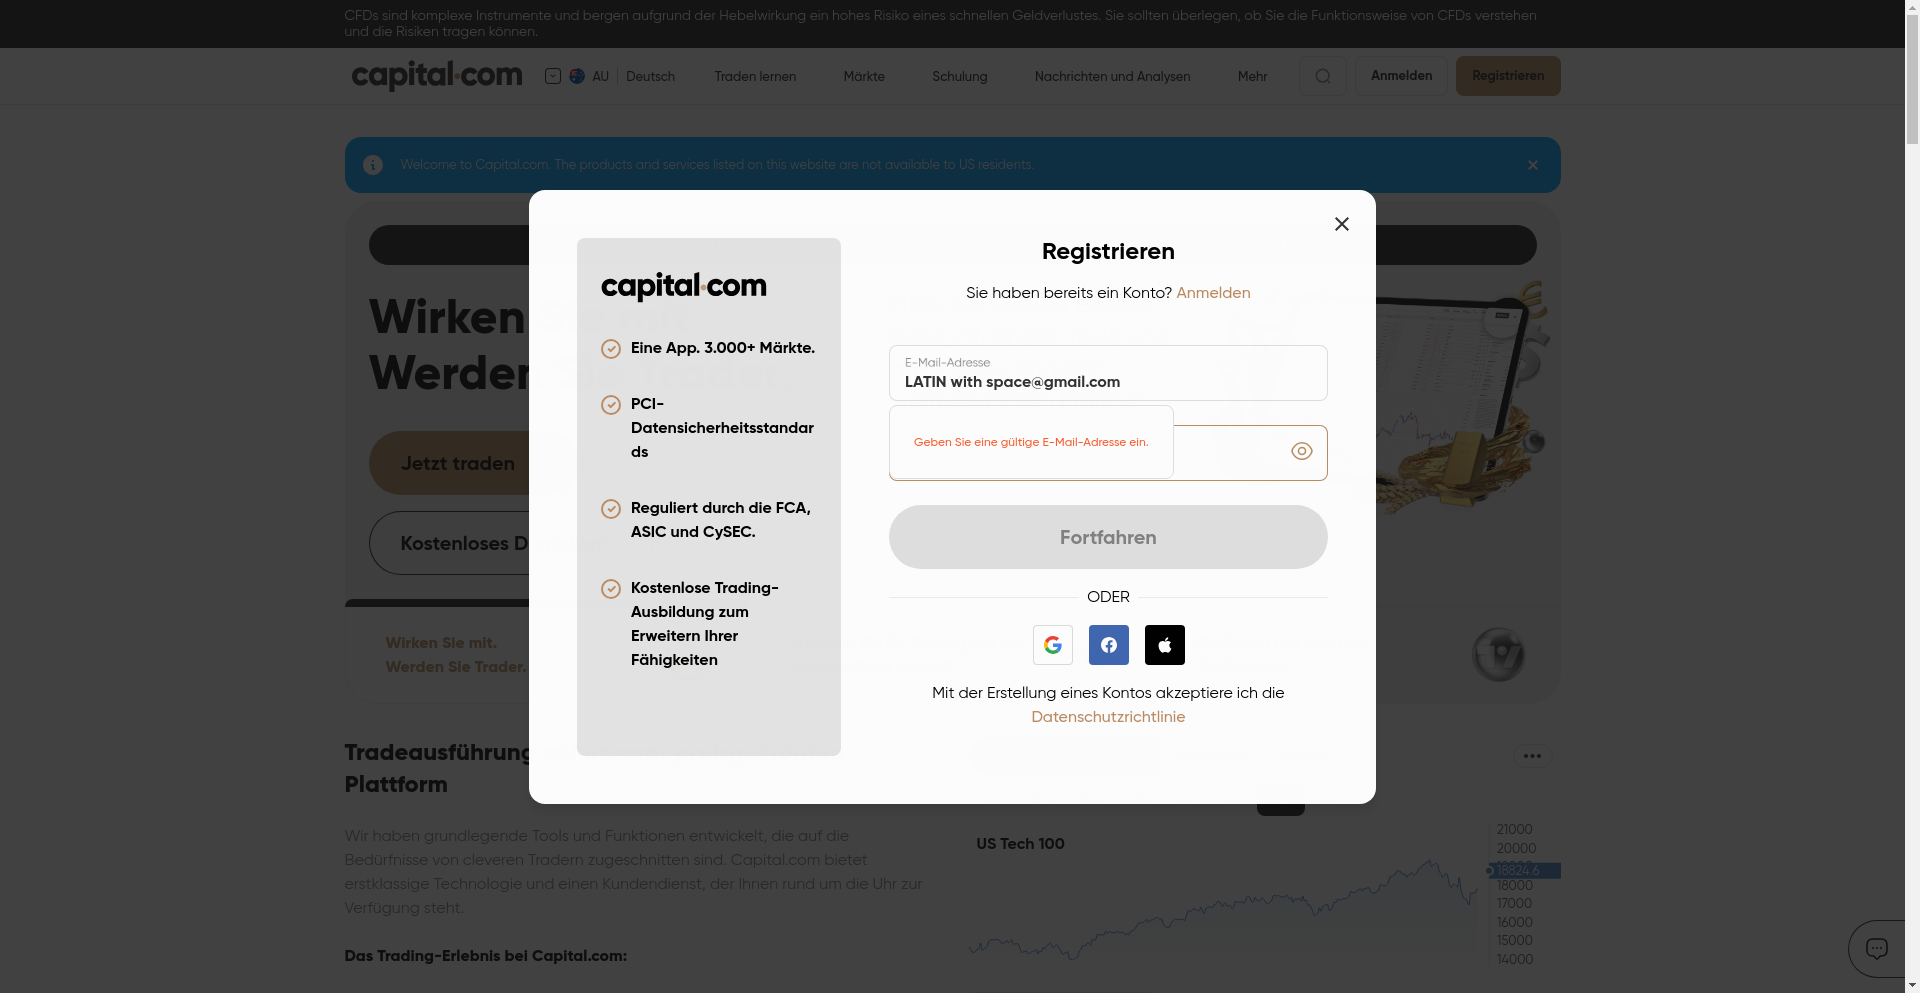 CFDs sind komplexe Instrumente und bergen aufgrund der Hebelwirkung ein hohes Risiko eines schnellen Geldverlustes. Sie sollten überlegen, ob Sie die Funktionsweise von CFDs verstehen
und die Risiken tragen können.
capital.com
AU
Deutsch
Traden lernen
Märkte
Schulung
Nachrichten und Analysen
Mehr
Anmelden
Registrieren
Welcome to Capital.com. The products and services listed on this website are not available to US residents.
Wirken
Werden
Jetzt traden
Kostenloses D
Wirken Sie mit.
Werden Sie Trader.
capital.com
Eine App. 3.000+ Märkte.
PCI-
Datensicherheitsstandar
ds
Reguliert durch die FCA,
ASIC und CySEC.
Kostenlose Trading-
Ausbildung zum
Erweitern Ihrer
Fähigkeiten
Registrieren
Sie haben bereits ein Konto? Anmelden
E-Mail-Adresse
LATIN with space@gmail.com
Geben Sie eine gültige E-Mail-Adresse ein.
Fortfahren
ODER
Mit der Erstellung eines Kontos akzeptiere ich die
Datenschutzrichtlinie
Tradeausführung
Plattform
Wir haben grundlegende Tools und Funktionen entwickelt, die auf die
Bedürfnisse von cleveren Tradern zugeschnitten sind. Capital.com bietet
erstklassige Technologie und einen Kundendienst, der Ihnen rund um die Uhr zur
Verfügung steht.
Das Trading-Erlebnis bei Capital.com:
US Tech 100
21000
20000
18824.6
18000
17000
16000
15000
14000